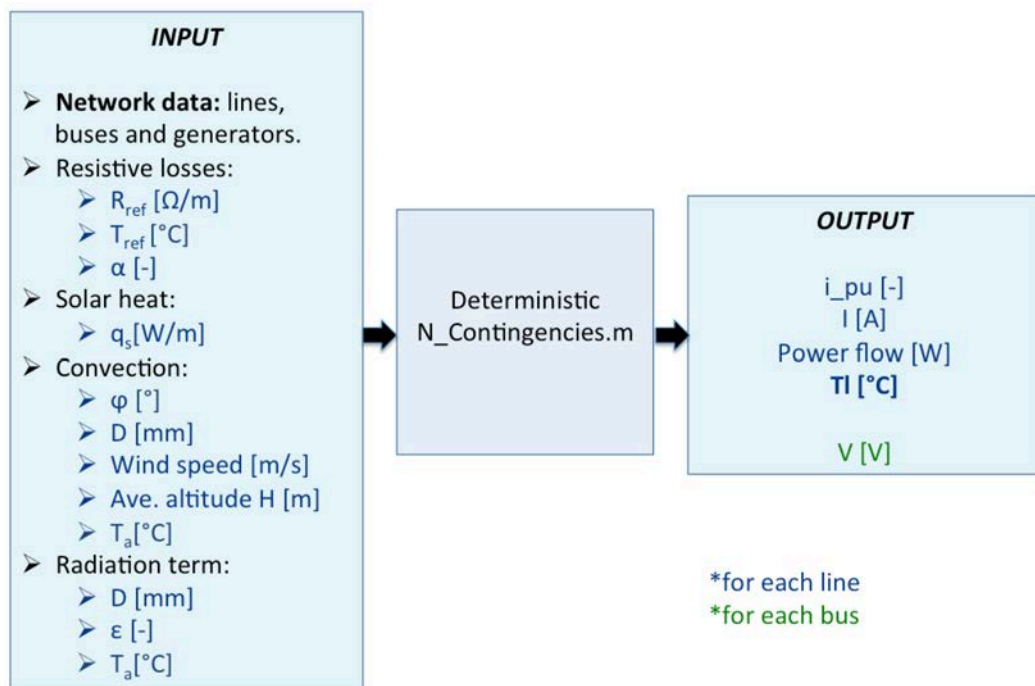 INPUT
➢ Network data: lines,
buses and generators.
➢ Resistive losses:
➢ R_ref [Ω/m]
➢ T_ref [°C]
➢ α [-]
➢ Solar heat:
➢ q_s[W/m]
➢ Convection:
➢ φ [°]
➢ D [mm]
➢ Wind speed [m/s]
➢ Ave. altitude H [m]
➢ T_a[°C]
➢ Radiation term:
➢ D [mm]
➢ ε [-]
➢ T_a[°C]
Deterministic
N_Contingencies.m
OUTPUT
i_pu [-]
I [A]
Power flow [W]
Tl [°C]
V [V]
*for each line
*for each bus